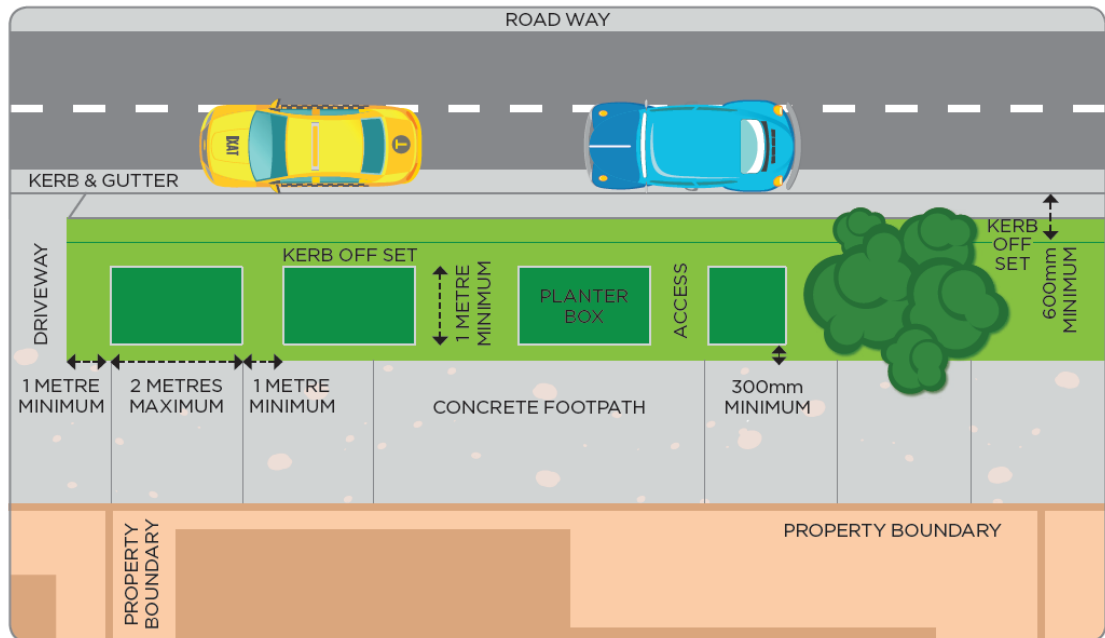 ROAD WAY
TAXI
T
KERB & GUTTER
DRIVEWAY
KERB OFF SET
1 METRE
MINIMUM
PLANTER
BOX
ACCESS
KERB
OFF
SET
600mm
MINIMUM
1 METRE
MINIMUM
2 METRES
MAXIMUM
1 METRE
MINIMUM
CONCRETE FOOTPATH
300mm
MINIMUM
PROPERTY
BOUNDARY
PROPERTY BOUNDARY